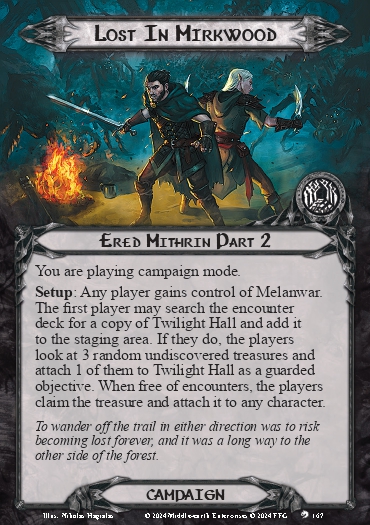 Lost In Mirkwood
Ered Mithrin Part 2
You are playing campaign mode.
Setup: Any player gains control of Melanwar.
The first player may search the encounter
deck for a copy of Twilight Hall and add it
to the staging area. If they do, the players
look at 3 random undiscovered treasures and
attach 1 of them to Twilight Hall as a guarded
objective. When free of encounters, the players
claim the treasure and attach it to any character.
To wander off the trail in either direction was to risk
becoming lost forever, and it was a long way to the
other side of the forest.
CAMPAIGN
Illus. Nikolas Hagialas © 2024 Middle-earth Enterprises © 2024 FFG 167